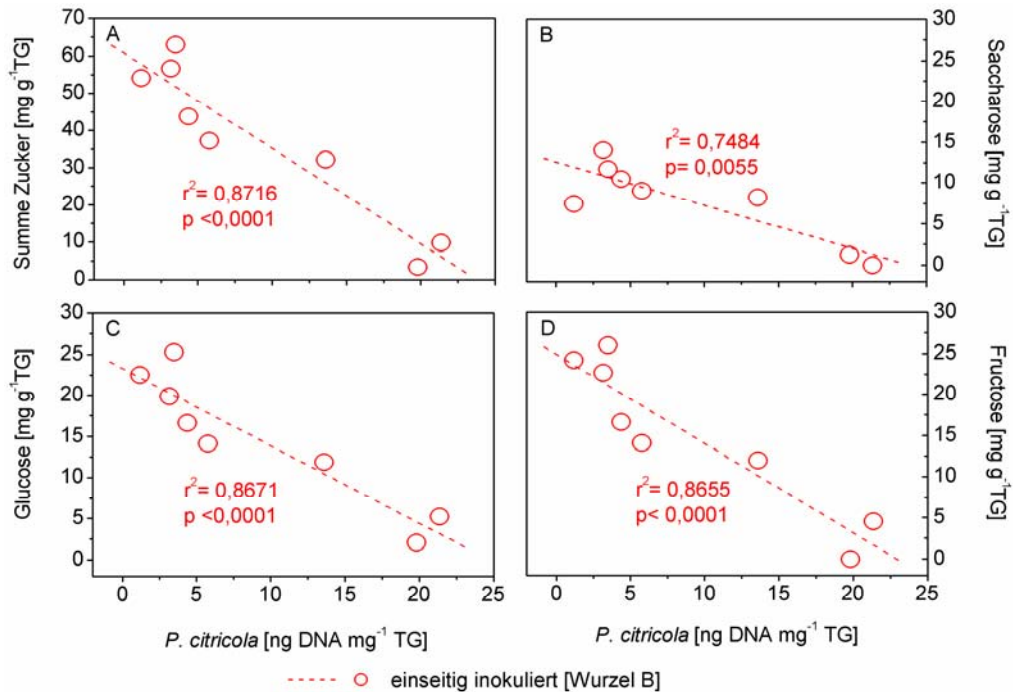 A
B
70
60
50
40
30
20
10
0
Summe Zucker [mg g⁻¹TG]
r²= 0,8716
p <0,0001
r²= 0,7484
p= 0,0055
30
25
20
15
10
5
0
Saccharose [mg g⁻¹TG]
C
D
30
25
20
15
10
5
0
Glucose [mg g⁻¹TG]
r²= 0,8671
p <0,0001
r²= 0,8655
p< 0,0001
30
25
20
15
10
5
0
Fructose [mg g⁻¹TG]
0 5 10 15 20 25
0 5 10 15 20 25
P. citricola [ng DNA mg⁻¹ TG]
P. citricola [ng DNA mg⁻¹ TG]
einseitig inokuliert [Wurzel B]